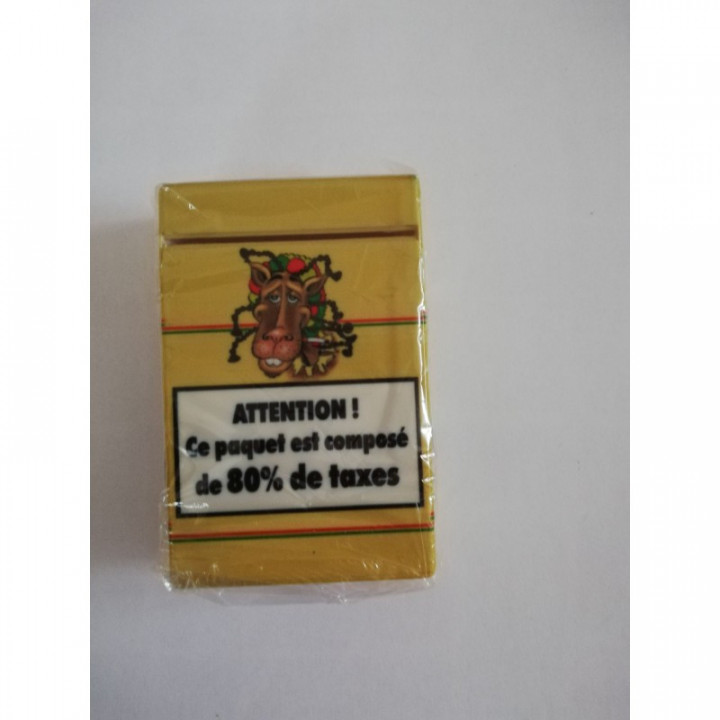 ATTENTION !
Ce paquet est composé
de 80% de taxes